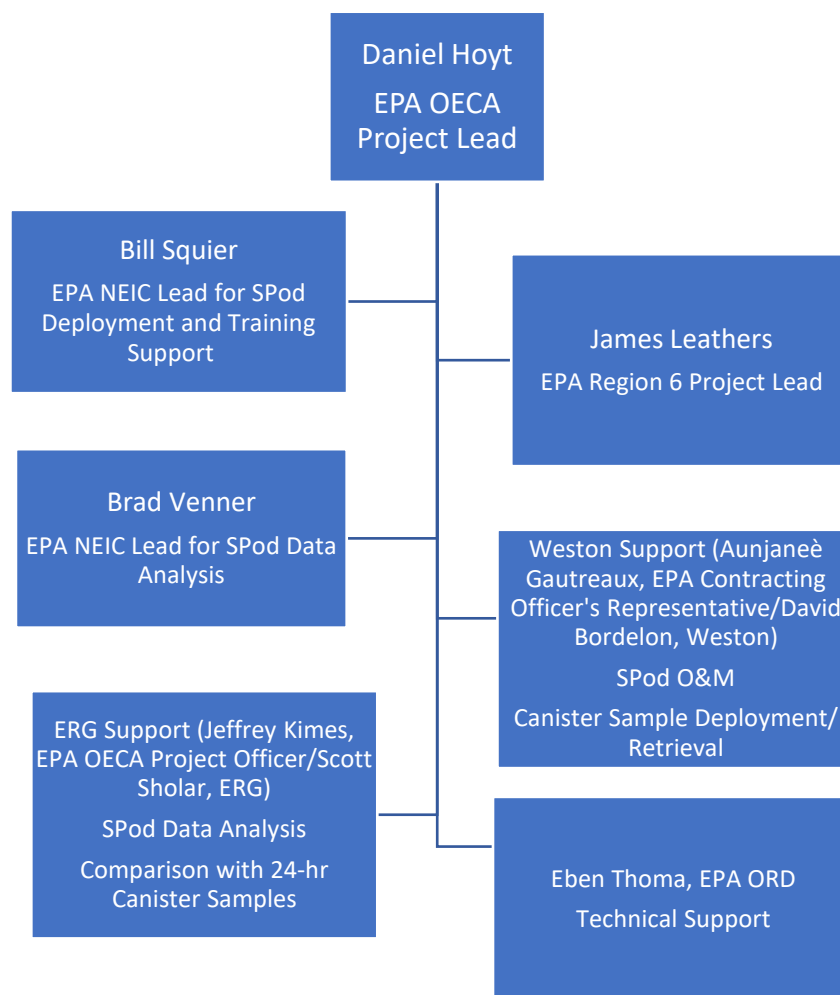 Daniel Hoyt
EPA OECA
Project Lead
Bill Squier
EPA NEIC Lead for SPod
Deployment and Training
Support
James Leathers
EPA Region 6 Project Lead
Brad Venner
EPA NEIC Lead for SPod Data
Analysis
Weston Support (Aunjaneè
Gautreaux, EPA Contracting
Officer's Representative/David
Bordelon, Weston)
SPod O&M
Canister Sample Deployment/
Retrieval
ERG Support (Jeffrey Kimes,
EPA OECA Project Officer/Scott
Sholar, ERG)
SPod Data Analysis
Comparison with 24-hr
Canister Samples
Eben Thoma, EPA ORD
Technical Support